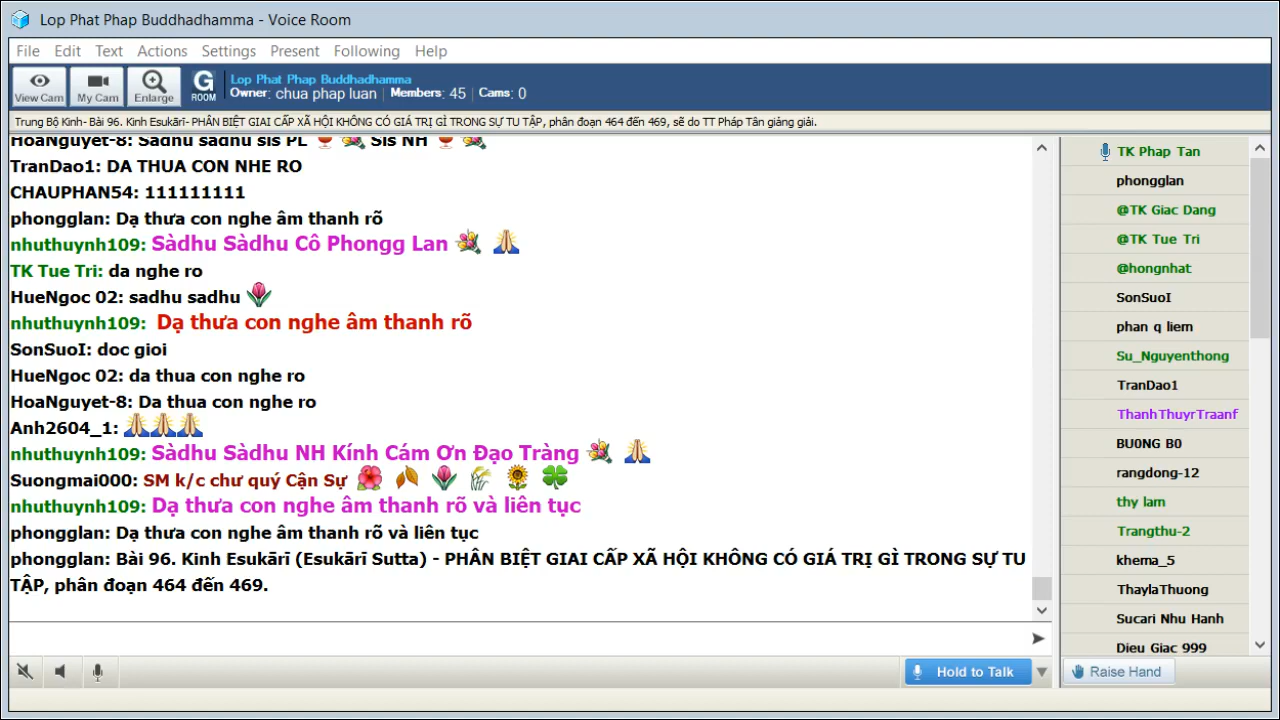 Lop Phat Phap Buddhadhamma - Voice Room
File Edit Text Actions Settings Present Following Help
View Cam My Cam Enlarge G ROOM
Lop Phat Phap Buddhadhamma
Owner: chua phap luan Members: 45 Cams: 0
Trung Bộ Kinh- Bài 96. Kinh Esukārī- PHÂN BIỆT GIAI CẤP XÃ HỘI KHÔNG CÓ GIÁ TRỊ GÌ TRONG SỰ TU TẬP, phân đoạn 464 đến 469, sẽ do TT Pháp Tân giảng giải.
HoaNguyet-8: Sadhu sadhu sis PL Sis NH
TranDao1: DA THUA CON NHE RO
CHAUPHAN54: 111111111
phongglan: Dạ thưa con nghe âm thanh rõ
nhuthuynh109: Sàdhu Sàdhu Cô Phongg Lan
TK Tue Tri: da nghe ro
HueNgoc 02: sadhu sadhu
nhuthuynh109: Dạ thưa con nghe âm thanh rõ
SonSuoI: doc gioi
HueNgoc 02: da thua con nghe ro
HoaNguyet-8: Da thua con nghe ro
Anh2604_1:
nhuthuynh109: Sàdhu Sàdhu NH Kính Cám Ơn Đạo Tràng
Suongmai000: SM k/c chư quý Cận Sự
nhuthuynh109: Dạ thưa con nghe âm thanh rõ và liên tục
phongglan: Dạ thưa con nghe âm thanh rõ và liên tục
phongglan: Bài 96. Kinh Esukārī (Esukārī Sutta) - PHÂN BIỆT GIAI CẤP XÃ HỘI KHÔNG CÓ GIÁ TRỊ GÌ TRONG SỰ TU
TẬP, phân đoạn 464 đến 469.
TK Phap Tan
phongglan
@TK Giac Dang
@TK Tue Tri
@hongnhat
SonSuoI
phan q liem
Su_Nguyenthong
TranDao1
ThanhThuyrTraanf
BU0NG B0
rangdong-12
thy lam
Trangthu-2
khema_5
ThaylaThuong
Sucari Nhu Hanh
Dieu Giac 999
Hold to Talk
Raise Hand